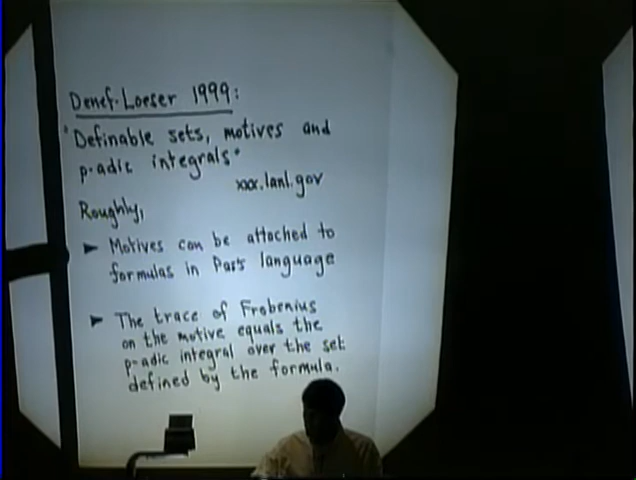 Denef-Loeser 1999:
"Definable sets, motives and
p-adic integrals"
xxx.lanl.gov
Roughly,
► Motives can be attached to
formulas in Pas's language
► The trace of Frobenius
on the motive equals the
p-adic integral over the set
defined by the formula.